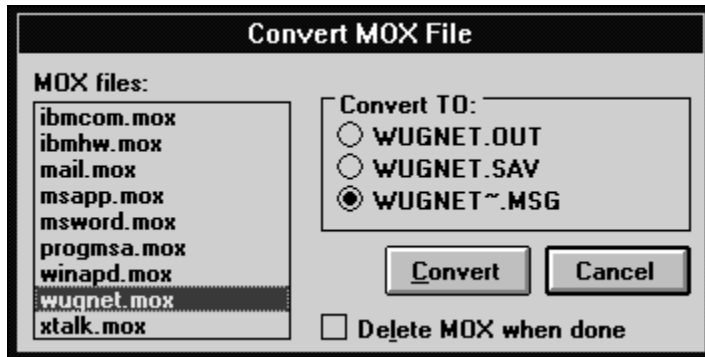 Convert MOX File
MOX files:
ibmcom.mox
ibmhw.mox
mail.mox
msapp.mox
msword.mox
progmsa.mox
winapd.mox
wugnet.mox
xtalk.mox
Convert TO:
WUGNET.OUT
WUGNET.SAV
WUGNET~.MSG
Convert
Cancel
Delete MOX when done